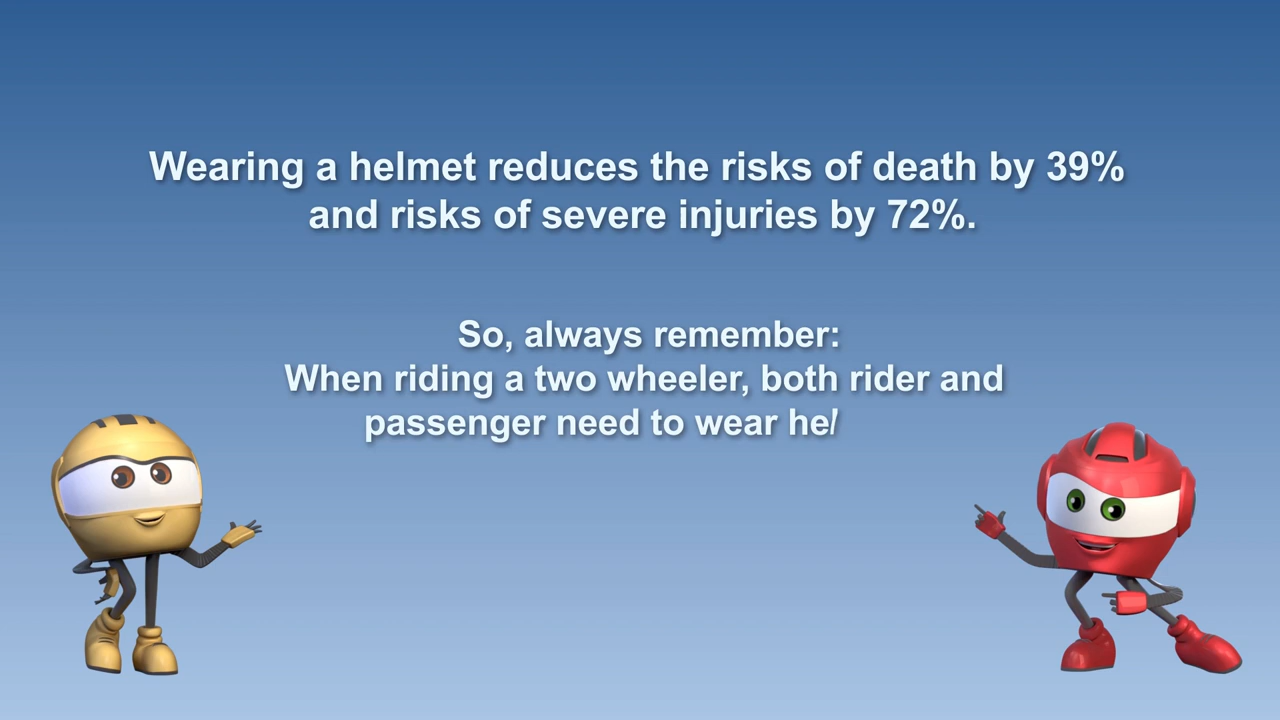 Wearing a helmet reduces the risks of death by 39%
and risks of severe injuries by 72%.
So, always remember:
When riding a two wheeler, both rider and
passenger need to wear hel